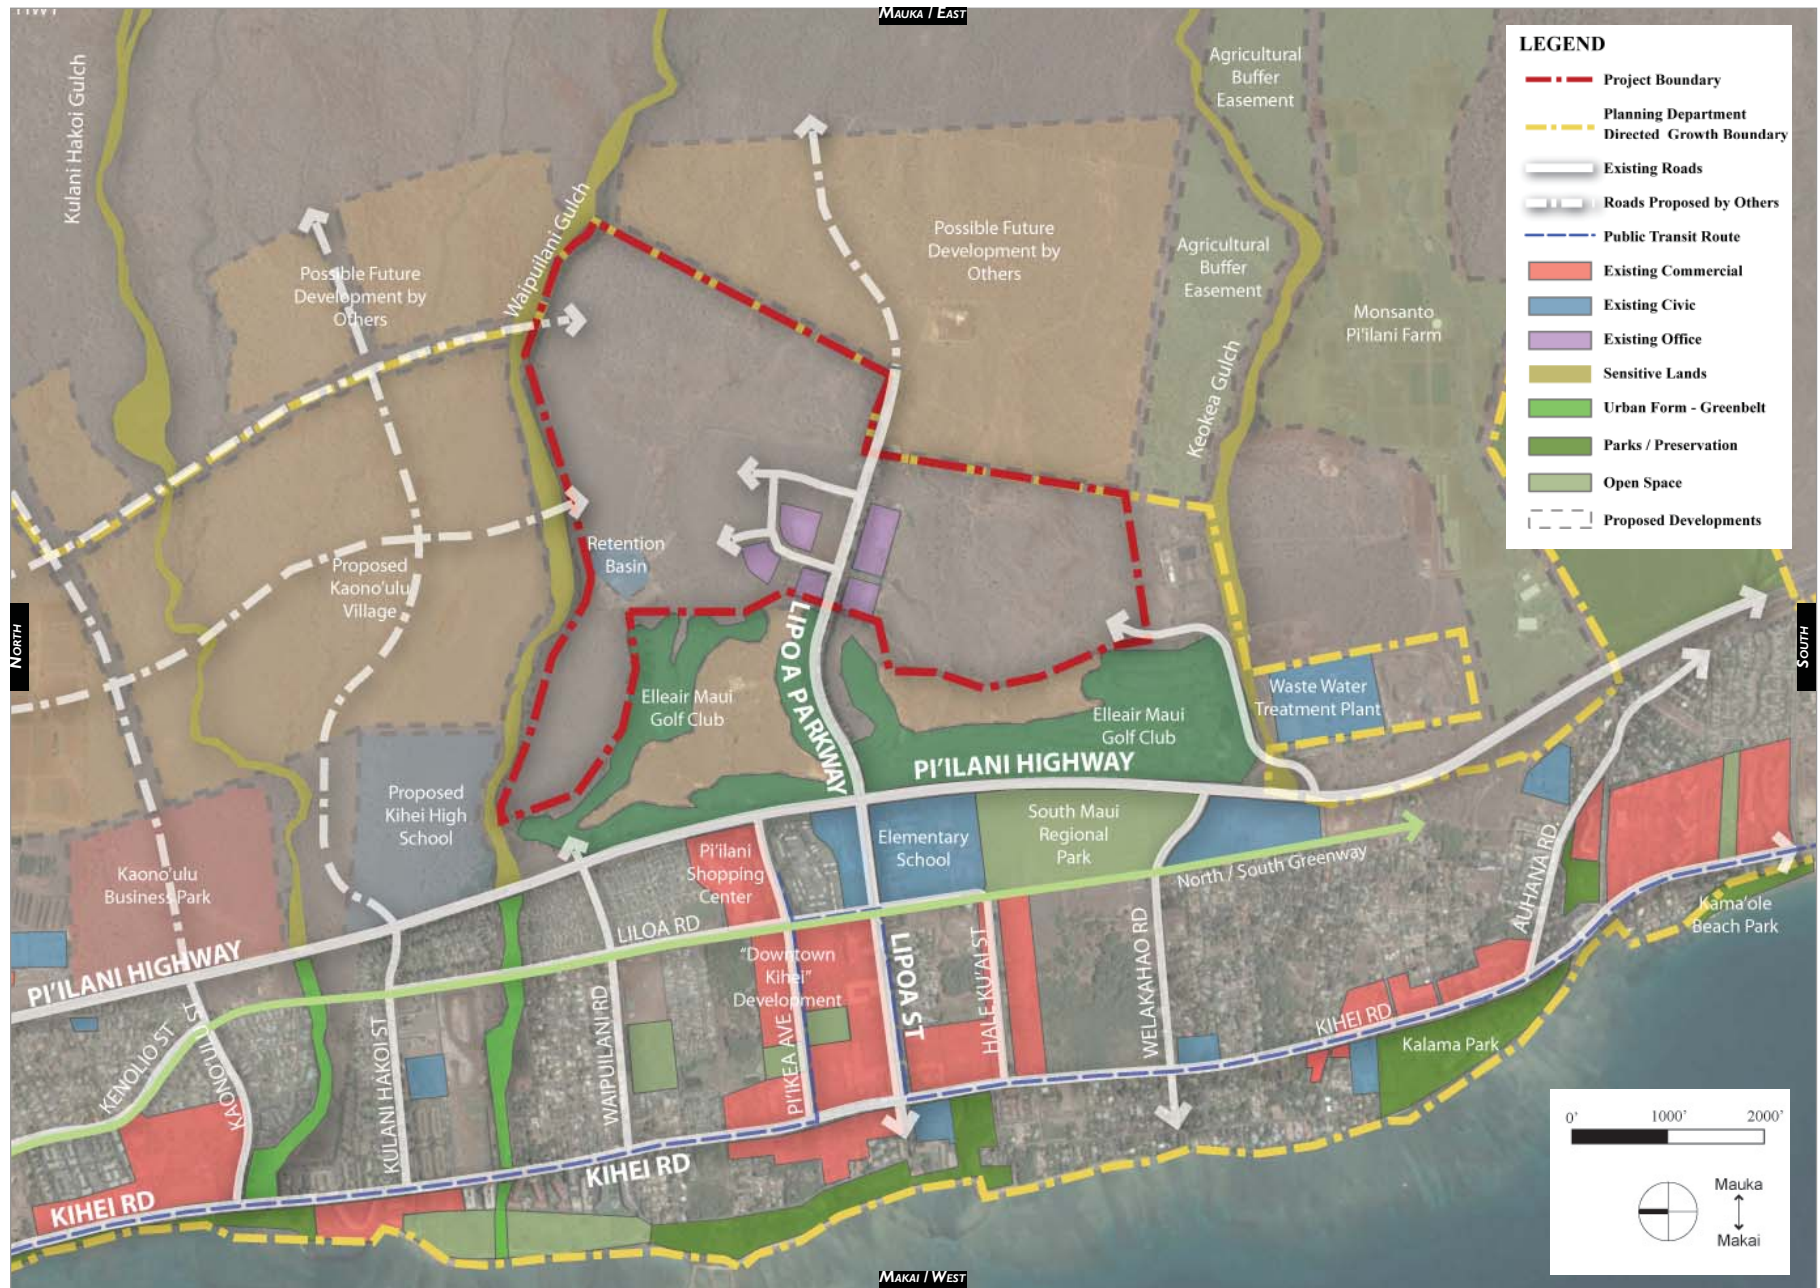 MAUKA / EAST
Kulani Hakoi Gulch
Agricultural
Buffer
Easement
LEGEND
Project Boundary
Planning Department
Directed Growth Boundary
Existing Roads
Roads Proposed by Others
Public Transit Route
Existing Commercial
Existing Civic
Existing Office
Sensitive Lands
Urban Form - Greenbelt
Parks / Preservation
Open Space
Proposed Developments
Waipuilani Gulch
Possible Future
Development by
Others
Possible Future
Development by
Others
Agricultural
Buffer
Easement
Monsanto
Pi'ilani Farm
Keokea Gulch
Retention
Basin
Proposed
Kaono'ulu
Village
NORTH
SOUTH
LIPOA PARKWAY
Elleair Maui
Golf Club
Elleair Maui
Golf Club
Waste Water
Treatment Plant
PI'ILANI HIGHWAY
Proposed
Kihei High
School
Kaono'ulu
Business Park
Pi'ilani
Shopping
Center
Elementary
School
South Maui
Regional
Park
North / South Greenway
AUHANA RD.
Kama'ole
Beach Park
PI'ILANI HIGHWAY
LILOA RD
"Downtown
Kihei"
Development
LIPOA ST
HALE KU'AI ST
WELAKAHAO RD
KIHEI RD
Kalama Park
KENOLIO ST
KAONO'ULU ST
KULANI HAKOI ST
WAIPUILANI RD
PI'IKEA AVE
KIHEI RD
KIHEI RD
0' 1000' 2000'
Mauka
Makai
MAKAI / WEST